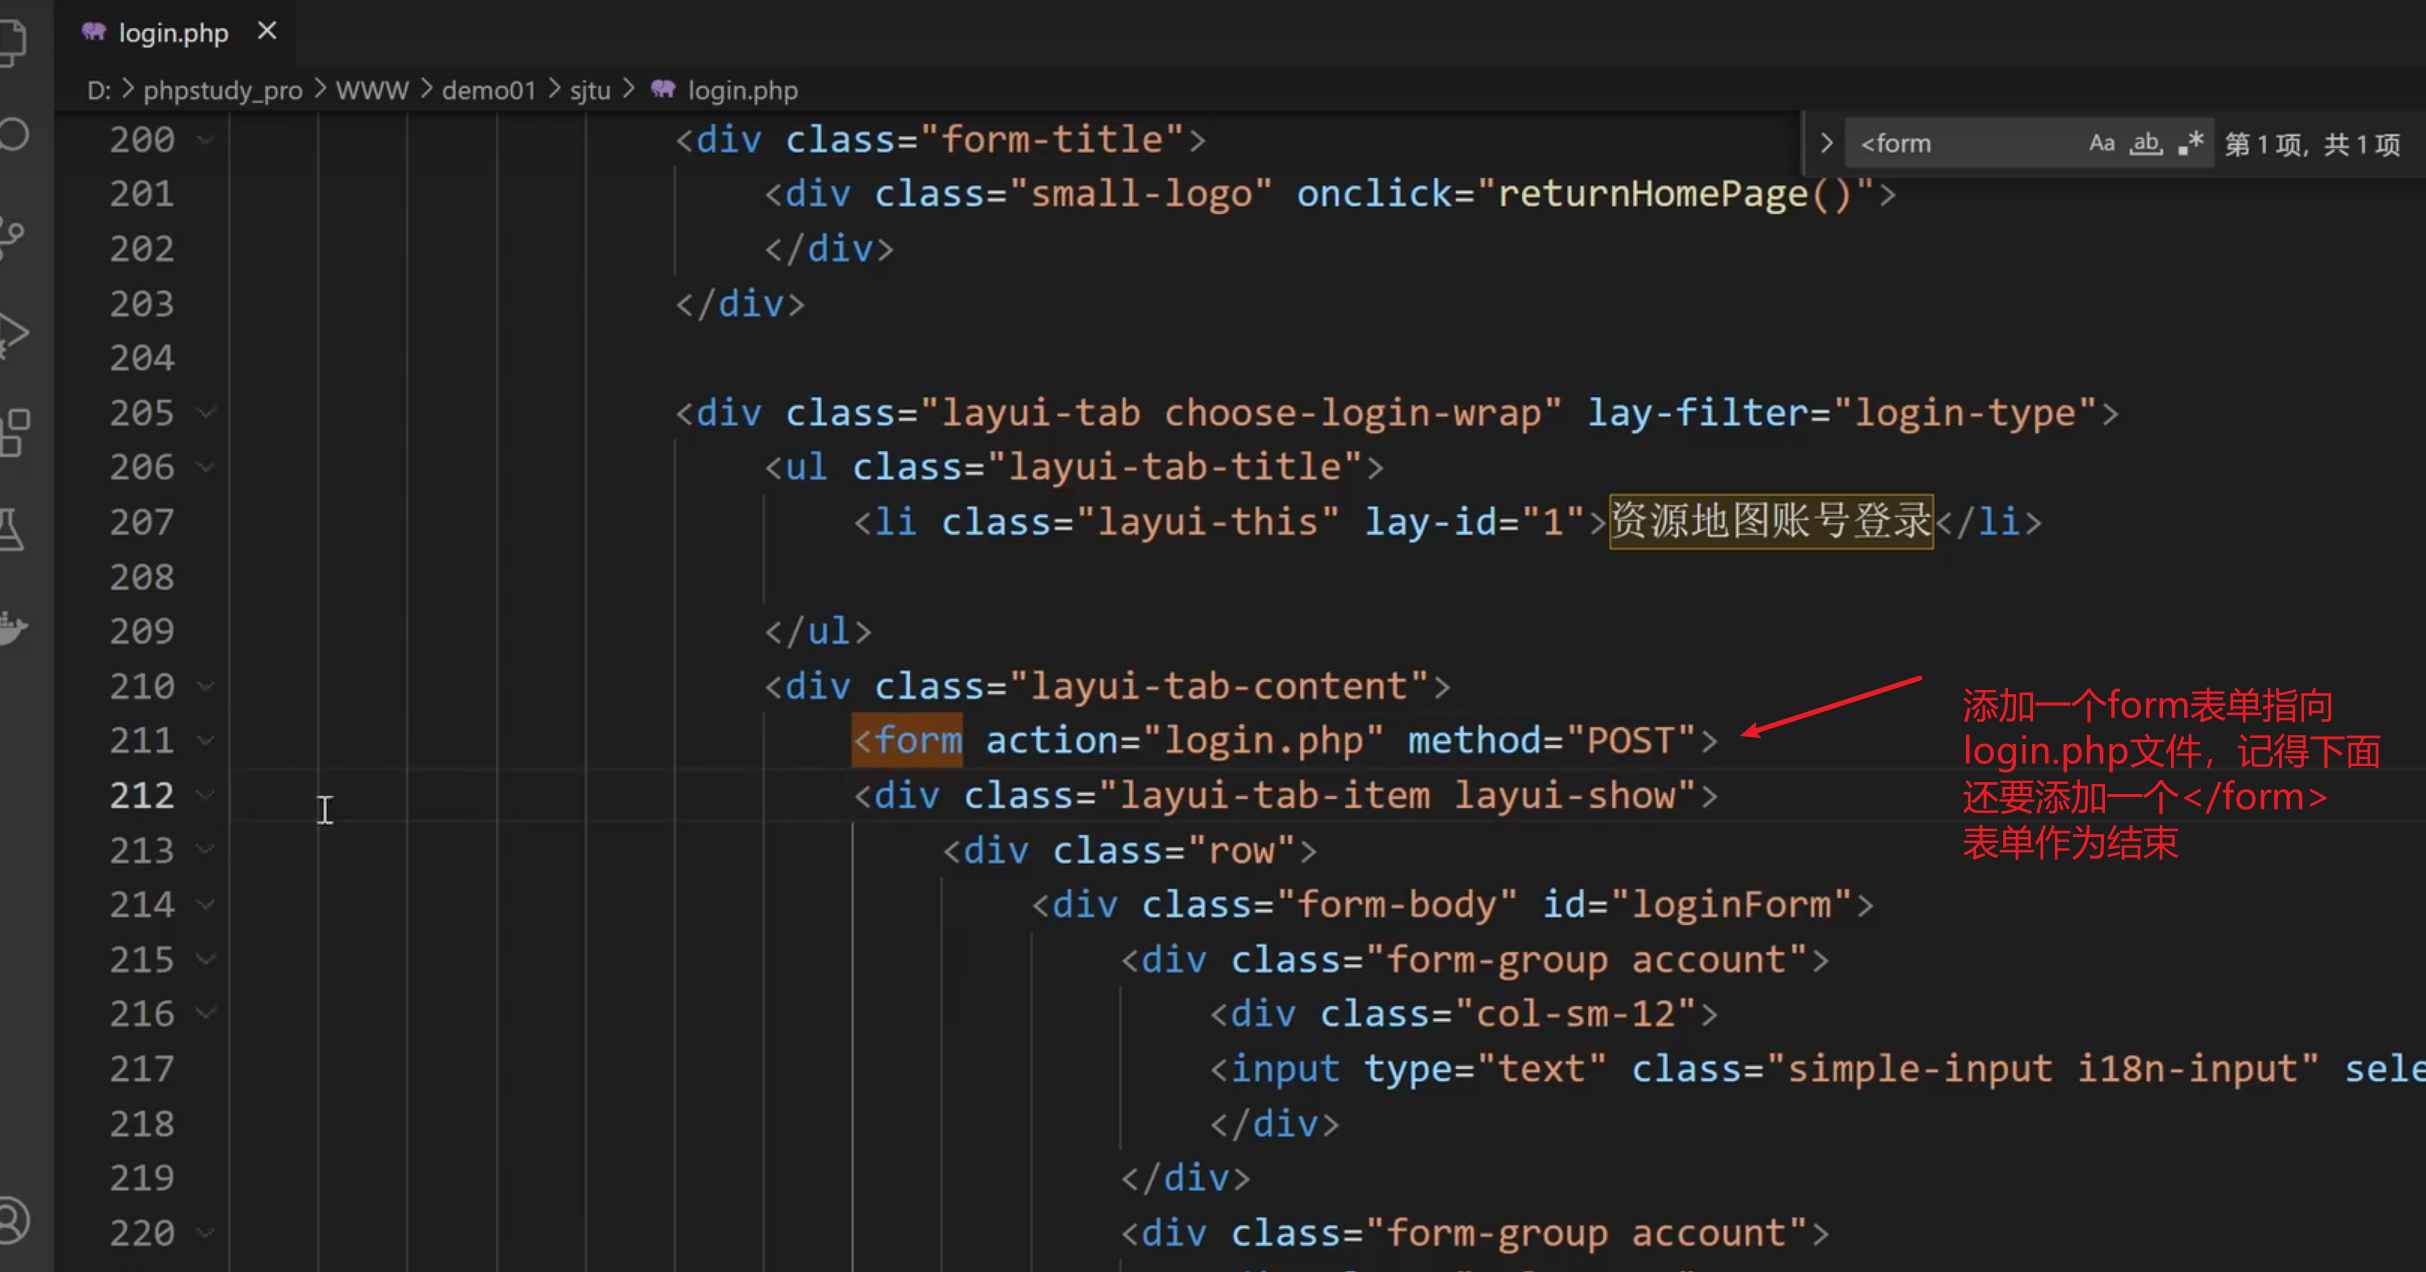 login.php
D: > phpstudy_pro > WWW > demo01 > sjtu > login.php
<form Aa ab .* 第 1 项，共 1 项
200 <div class="form-title">
201 <div class="small-logo" onclick="returnHomePage()">
202 </div>
203 </div>
204
205 <div class="layui-tab choose-login-wrap" lay-filter="login-type">
206 <ul class="layui-tab-title">
207 <li class="layui-this" lay-id="1">资源地图账号登录</li>
208
209 </ul>
210 <div class="layui-tab-content">
211 <form action="login.php" method="POST">
212 <div class="layui-tab-item layui-show">
213 <div class="row">
214 <div class="form-body" id="loginForm">
215 <div class="form-group account">
216 <div class="col-sm-12">
217 <input type="text" class="simple-input i18n-input" sele
218 </div>
219 </div>
220 <div class="form-group account">
添加一个form表单指向
login.php文件，记得下面
还要添加一个</form>
表单作为结束